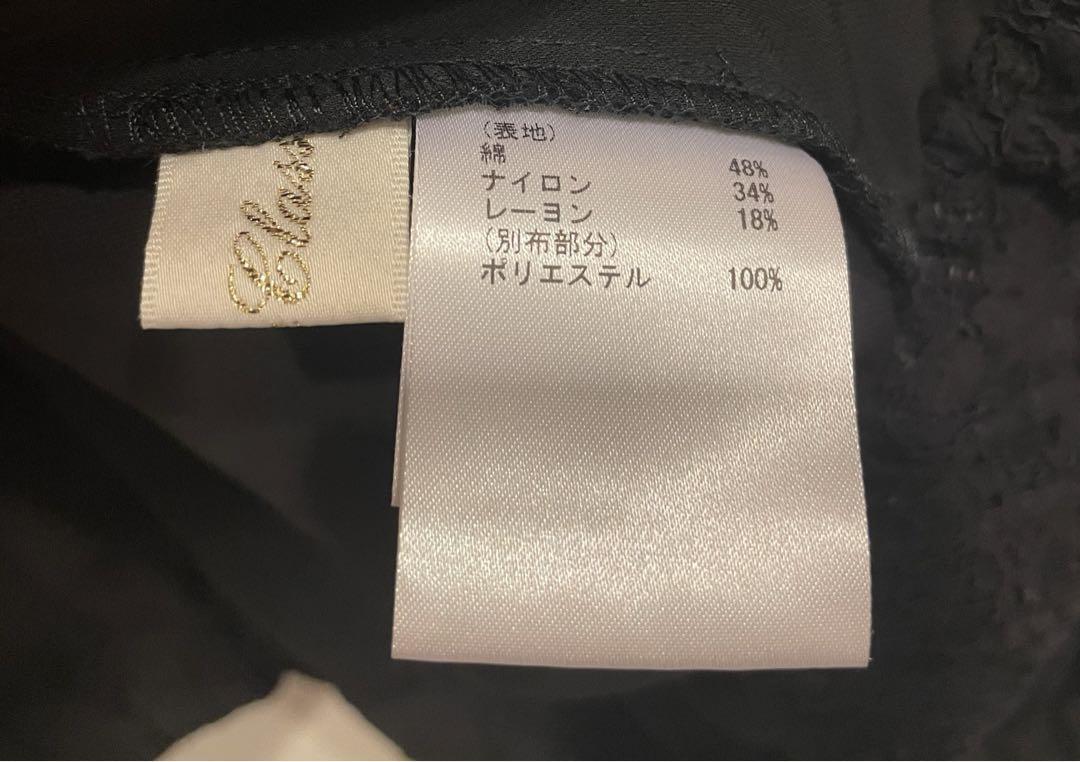 (表地)
綿 48%
ナイロン 34%
レーヨン 18%
(別布部分)
ポリエステル 100%